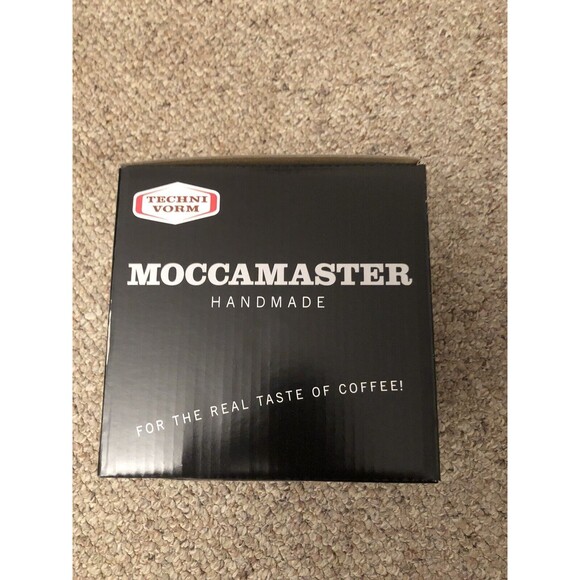 TECHNI
VORM
MOCCAMASTER
HANDMADE
FOR THE REAL TASTE OF COFFEE!